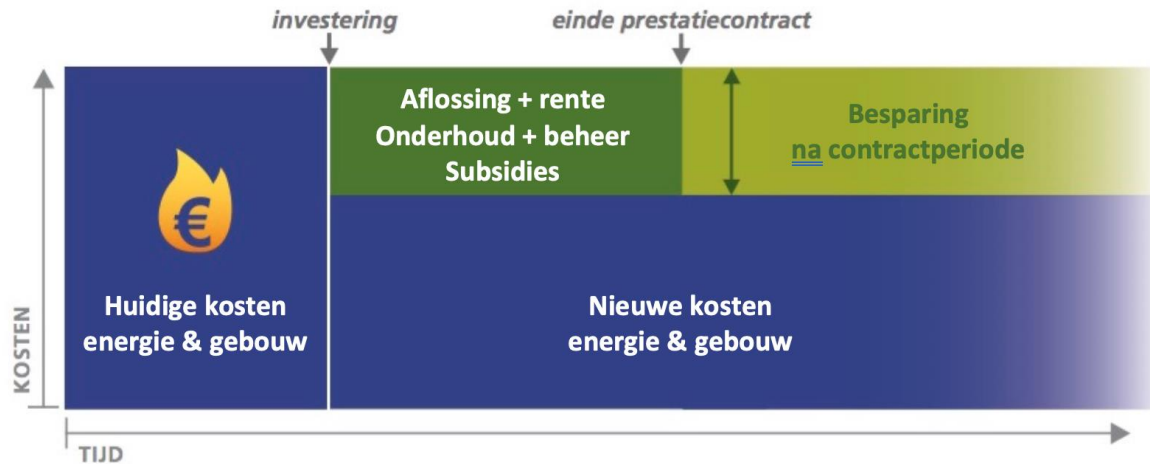 investering
einde prestatiecontract
Aflossing + rente
Onderhoud + beheer
Subsidies
Besparing
na contractperiode
€
Huidige kosten
energie & gebouw
Nieuwe kosten
energie & gebouw
KOSTEN
TIJD